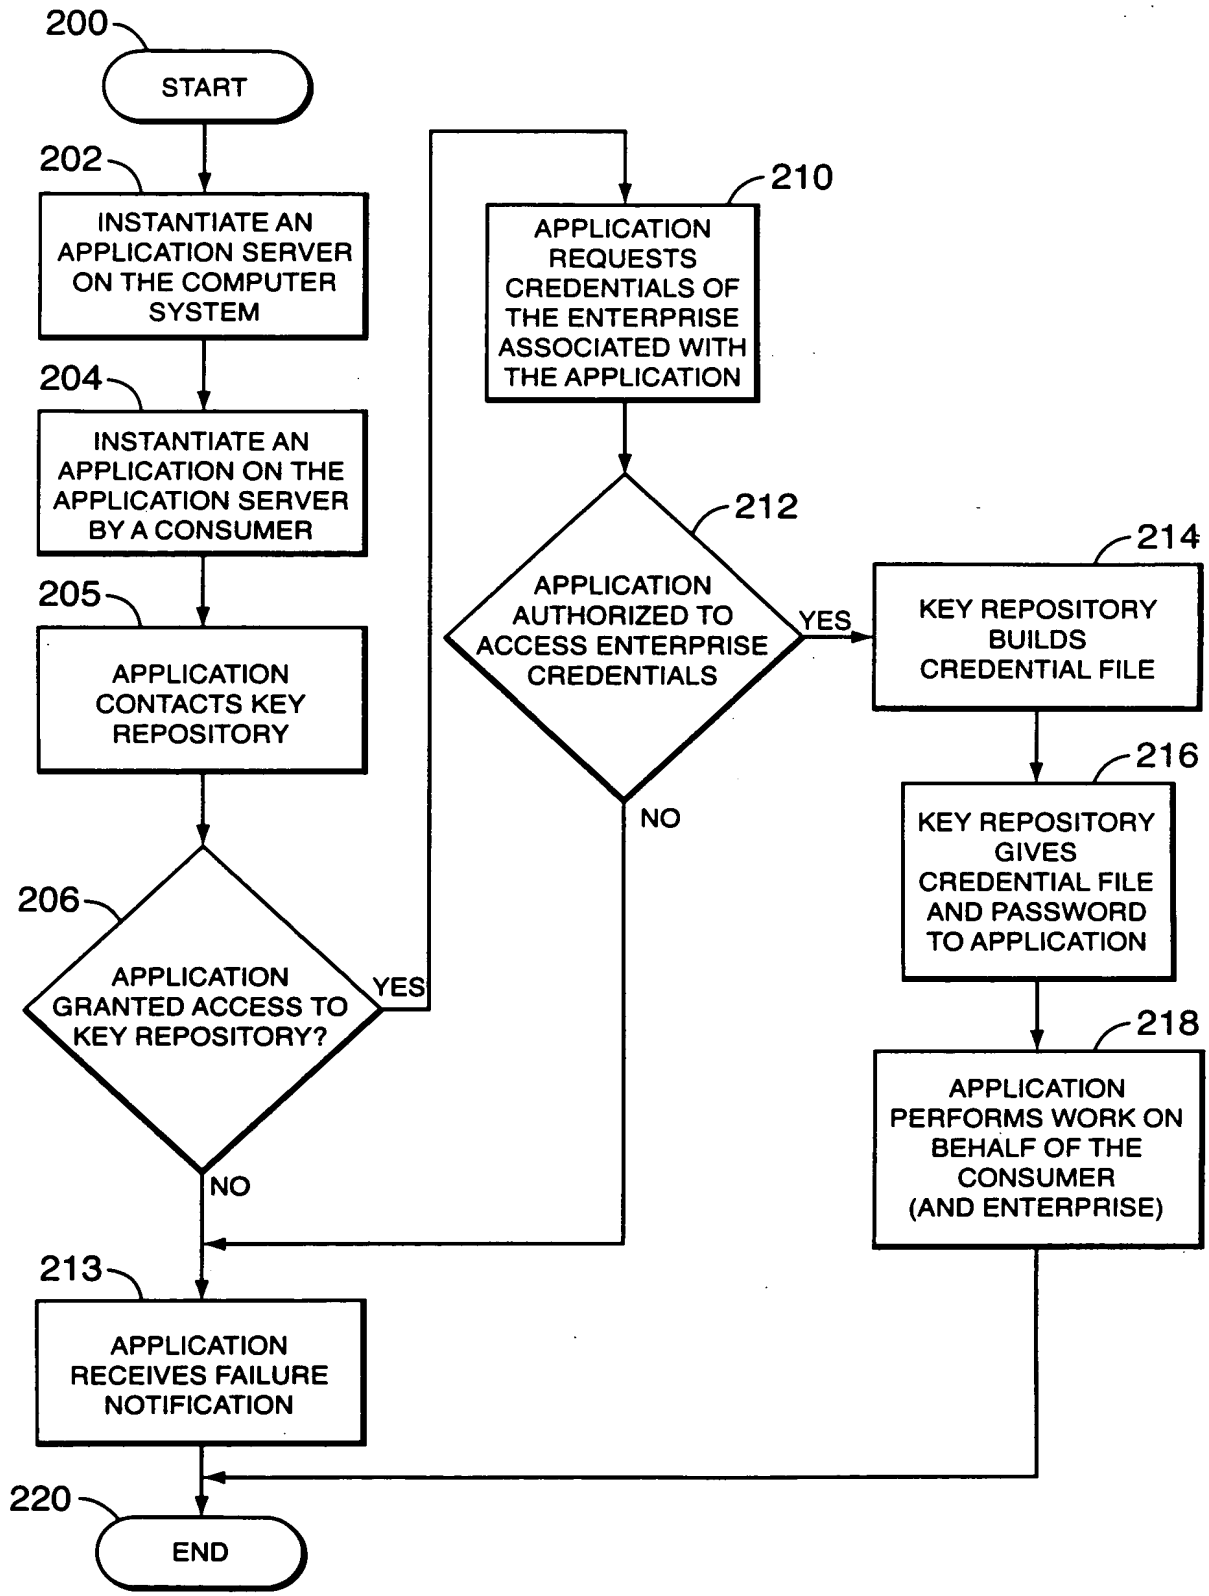 200
START
202
INSTANTIATE AN
APPLICATION SERVER
ON THE COMPUTER
SYSTEM
204
INSTANTIATE AN
APPLICATION ON THE
APPLICATION SERVER
BY A CONSUMER
205
APPLICATION
CONTACTS KEY
REPOSITORY
206
APPLICATION
GRANTED ACCESS TO
KEY REPOSITORY?
YES
NO
210
APPLICATION
REQUESTS
CREDENTIALS OF
THE ENTERPRISE
ASSOCIATED WITH
THE APPLICATION
212
APPLICATION
AUTHORIZED TO
ACCESS ENTERPRISE
CREDENTIALS
YES
NO
214
KEY REPOSITORY
BUILDS
CREDENTIAL FILE
216
KEY REPOSITORY
GIVES
CREDENTIAL FILE
AND PASSWORD
TO APPLICATION
218
APPLICATION
PERFORMS WORK ON
BEHALF OF THE
CONSUMER
(AND ENTERPRISE)
213
APPLICATION
RECEIVES FAILURE
NOTIFICATION
220
END